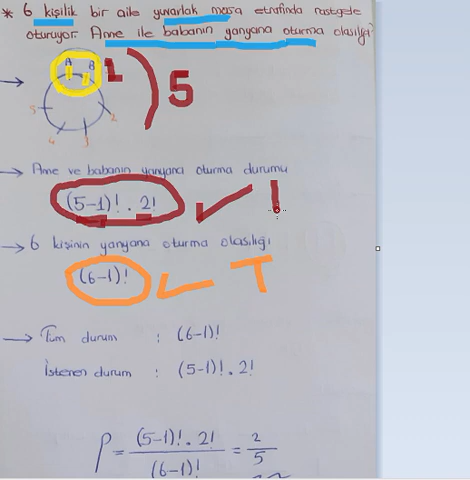 * 6 kişilik bir aile yuvarlak masa etrafında rastgele
oturuyor. Anne ile babanın yanyana oturma olasılığı
A B 1 ) 5
5 2
4 3
→ Anne ve babanın yanyana oturma durumu
(5-1)! . 2! !
→ 6 kişinin yanyana oturma olasılığı
(6-1)! T
→ Tüm durum : (6-1)!
İstenen durum : (5-1)! . 2!
P = (5-1)! . 2! / (6-1)! = 2/5